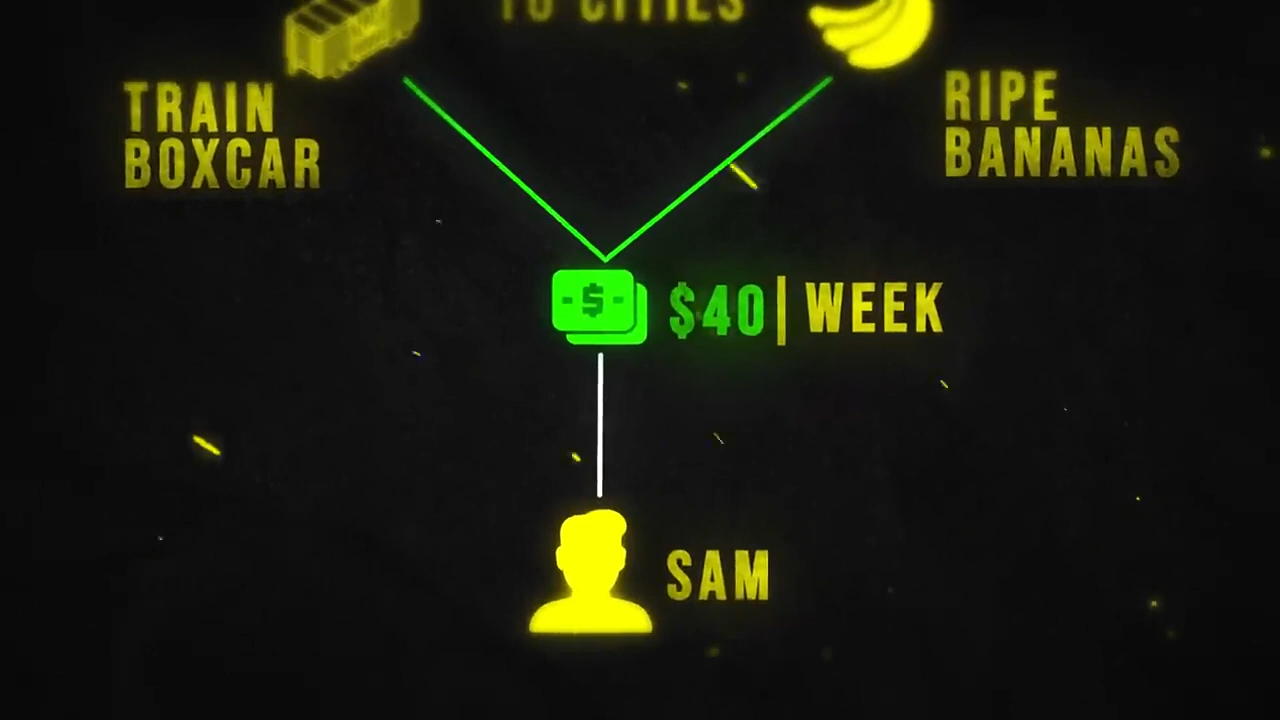 CITIES
TRAIN
BOXCAR
RIPE
BANANAS
$
$40| WEEK
SAM